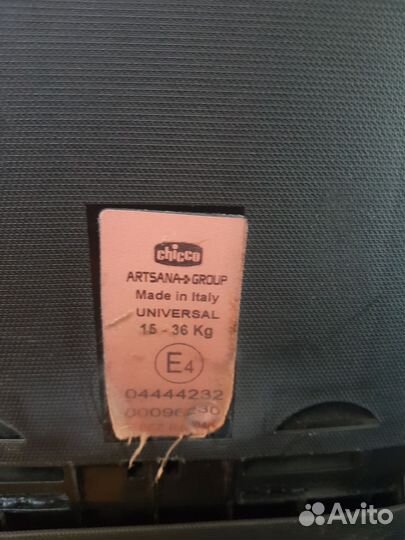 chicco
ARTSANA GROUP
Made in Italy
UNIVERSAL
15 - 36 Kg
E4
04444232
Avito